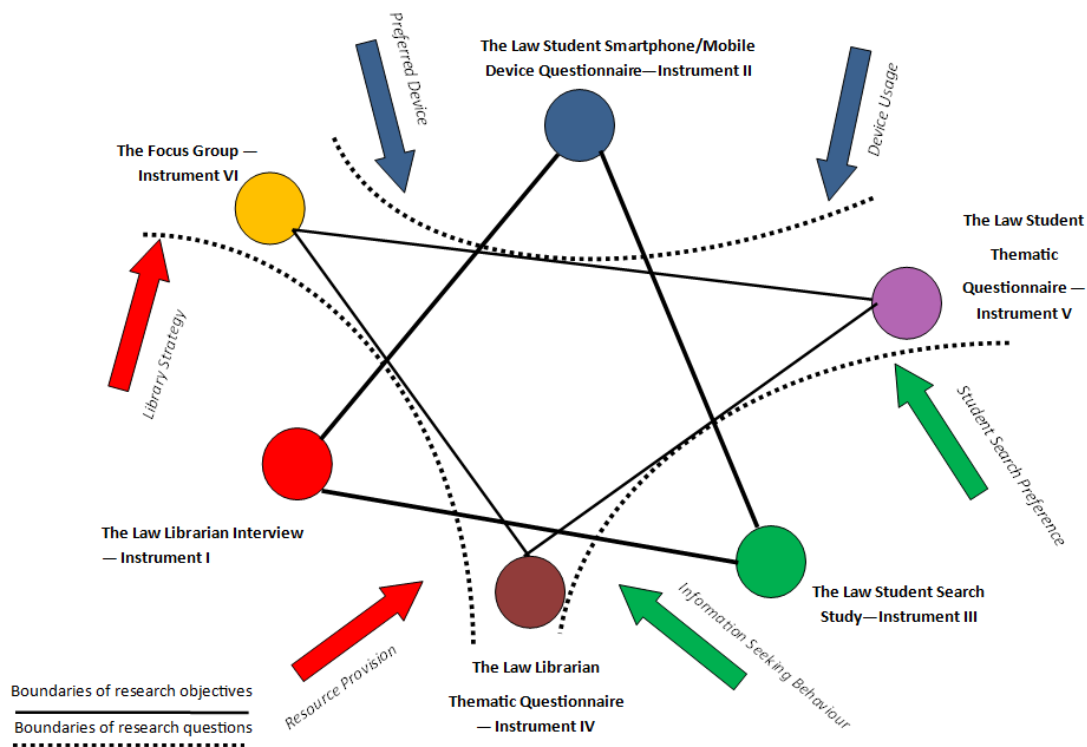 Preferred Device
The Law Student Smartphone/Mobile
Device Questionnaire—Instrument II
Device Usage
The Focus Group —
Instrument VI
The Law Student
Thematic
Questionnaire —
Instrument V
Library Strategy
Student Search Preference
The Law Librarian Interview
— Instrument I
The Law Student Search
Study—Instrument III
Information Seeking Behaviour
Resource Provision
The Law Librarian
Thematic Questionnaire
— Instrument IV
Boundaries of research objectives
Boundaries of research questions